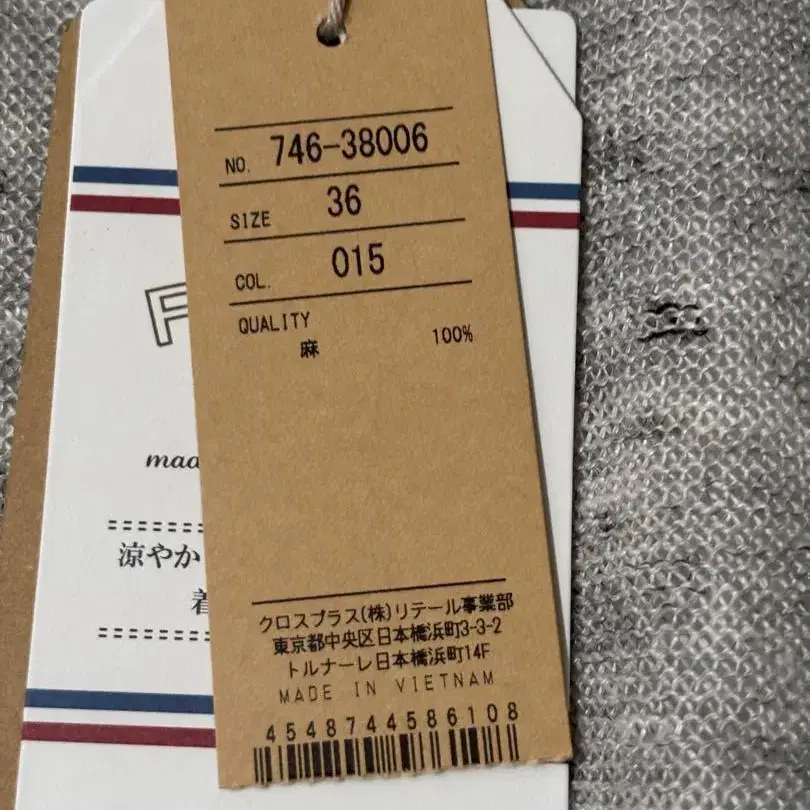 NO. 746-38006
SIZE 36
COL. 015
QUALITY
麻 100%
クロスプラス(株)リテール事業部
東京都中央区日本橋浜町3-3-2
トルナーレ日本橋浜町14F
MADE IN VIETNAM
4548744586108
F
maa
涼やか
着